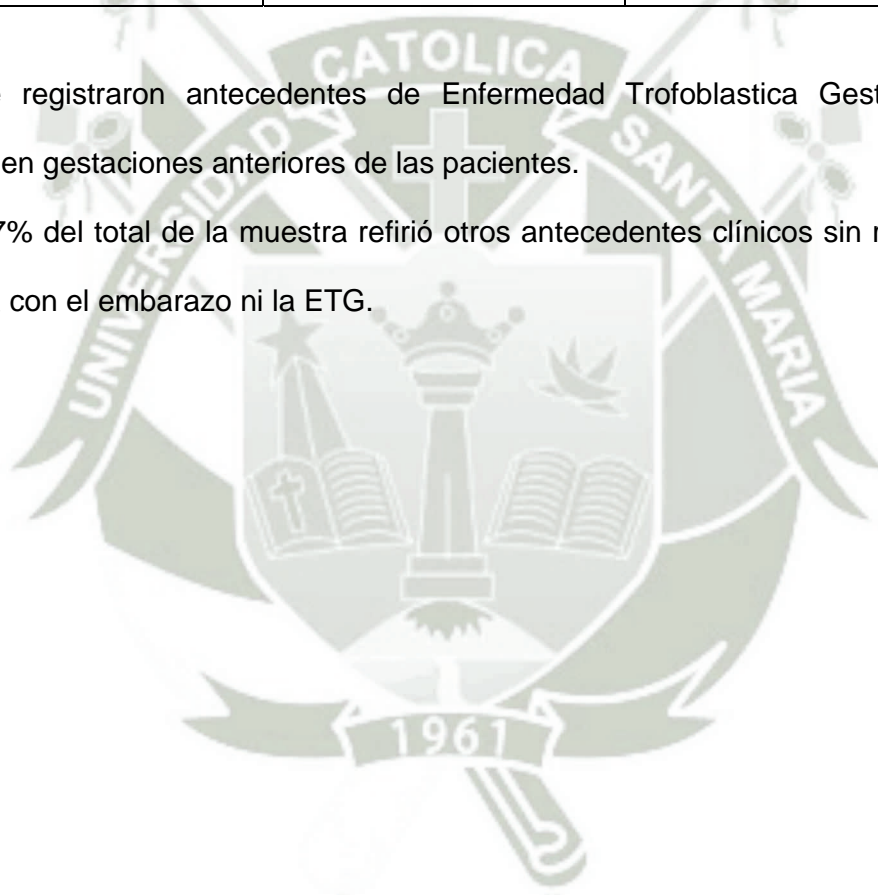 registraron antecedentes de Enfermedad Trofoblastica
en gestaciones anteriores de las pacientes.
7% del total de la muestra refirió otros antecedentes clínicos sin
con el embarazo ni la ETG.
UNIVERSIDAD CATOLICA SANTA MARIA
1961